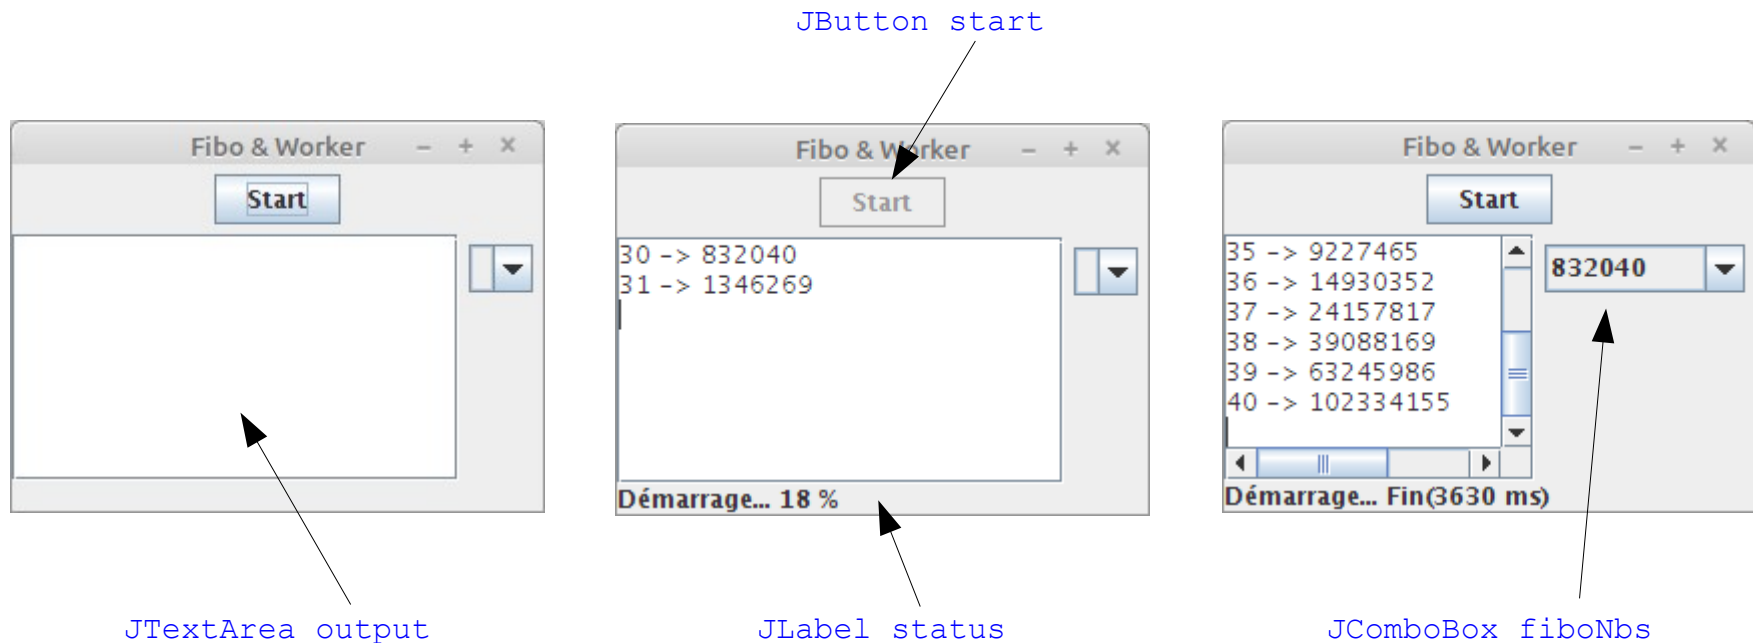 JButton start
Fibo & Worker
Start
Fibo & Worker
Start
30 -> 832040
31 -> 1346269
Démarrage... 18 %
Fibo & Worker
Start
35 -> 9227465
36 -> 14930352
37 -> 24157817
38 -> 39088169
39 -> 63245986
40 -> 102334155
832040
Démarrage... Fin(3630 ms)
JTextArea output
JLabel status
JComboBox fiboNbs